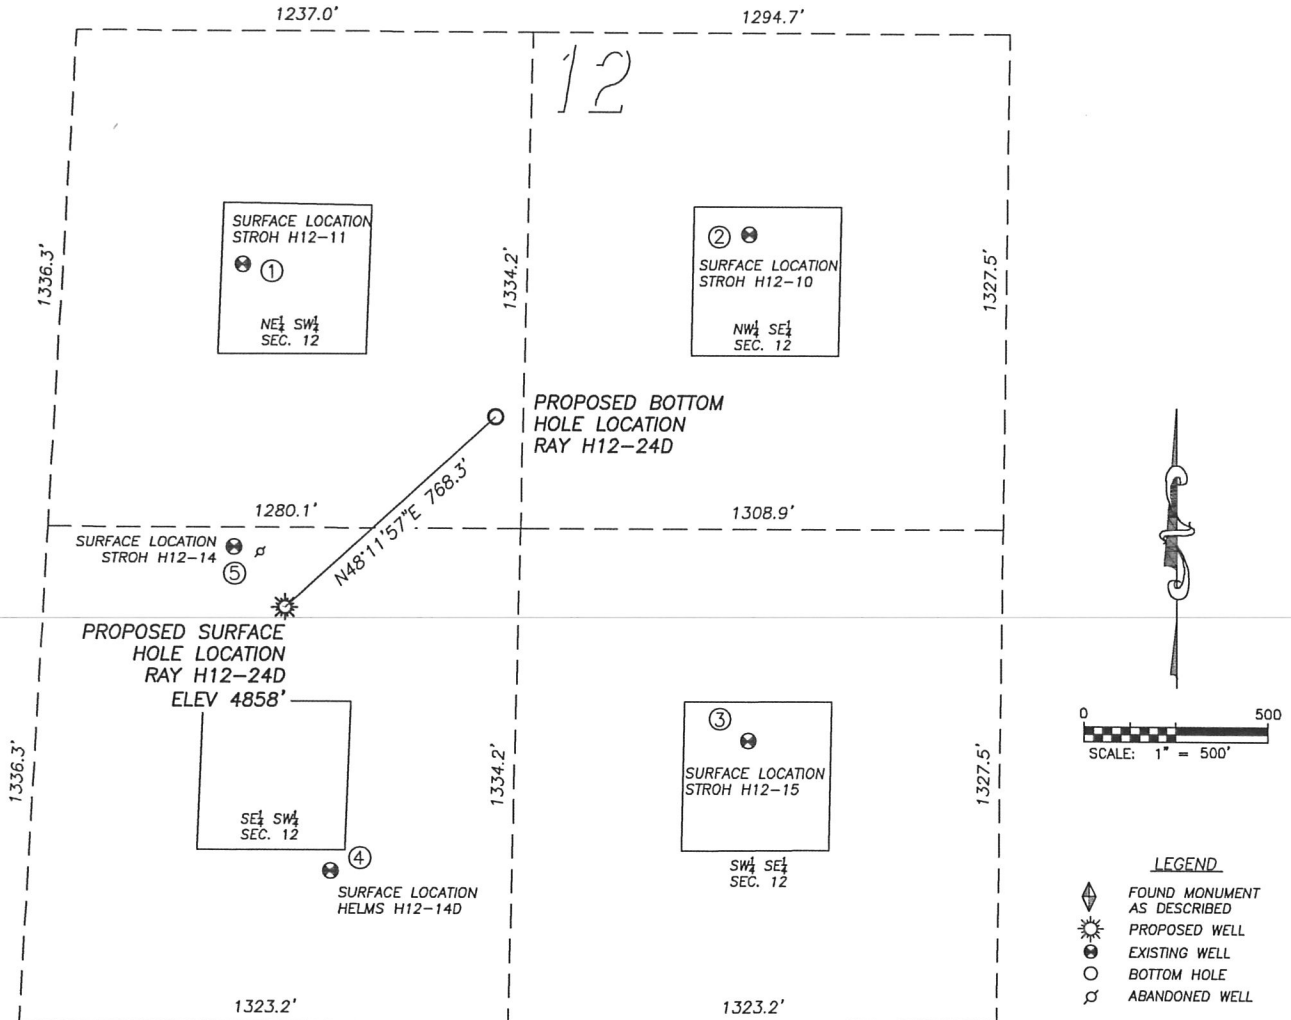 1237.0'
1294.7'
12
SURFACE LOCATION
STROH H12-11
①
NE¼ SW¼
SEC. 12
②
SURFACE LOCATION
STROH H12-10
NW¼ SE¼
SEC. 12
1336.3'
1334.2'
1327.5'
PROPOSED BOTTOM
HOLE LOCATION
RAY H12-24D
N48°11'57"E 768.3'
1280.1'
1308.9'
SURFACE LOCATION
STROH H12-14
⑤
PROPOSED SURFACE
HOLE LOCATION
RAY H12-24D
ELEV 4858'
1336.3'
1334.2'
1327.5'
SE¼ SW¼
SEC. 12
④
SURFACE LOCATION
HELMS H12-14D
③
SURFACE LOCATION
STROH H12-15
SW¼ SE¼
SEC. 12
1323.2'
1323.2'
0 500
SCALE: 1" = 500'
LEGEND
FOUND MONUMENT
AS DESCRIBED
PROPOSED WELL
EXISTING WELL
BOTTOM HOLE
ABANDONED WELL